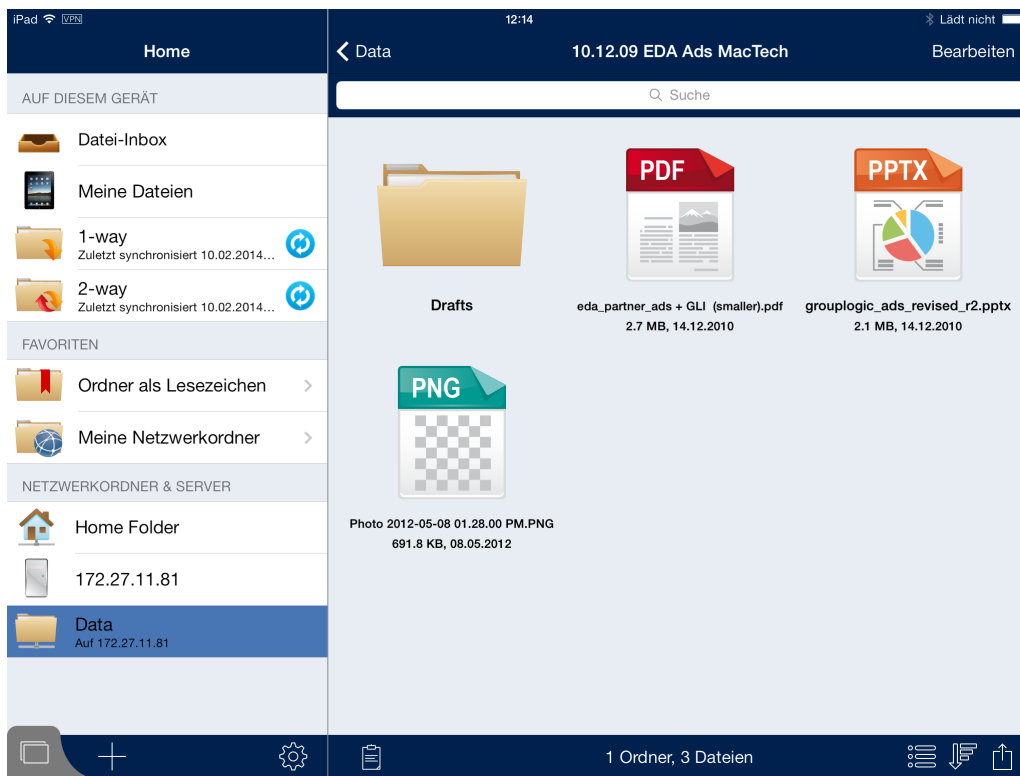 iPad VPN 12:14 Lädt nicht
Home
AUF DIESEM GERÄT
Datei-Inbox
Meine Dateien
1-way
Zuletzt synchronisiert 10.02.2014...
2-way
Zuletzt synchronisiert 10.02.2014...
FAVORITEN
Ordner als Lesezeichen
Meine Netzwerkordner
NETZWERKORDNER & SERVER
Home Folder
172.27.11.81
Data
Auf 172.27.11.81
Data 10.12.09 EDA Ads MacTech Bearbeiten
Suche
Drafts
PDF
eda_partner_ads + GLI (smaller).pdf
2.7 MB, 14.12.2010
PPTX
grouplogic_ads_revised_r2.pptx
2.1 MB, 14.12.2010
PNG
Photo 2012-05-08 01.28.00 PM.PNG
691.8 KB, 08.05.2012
1 Ordner, 3 Dateien